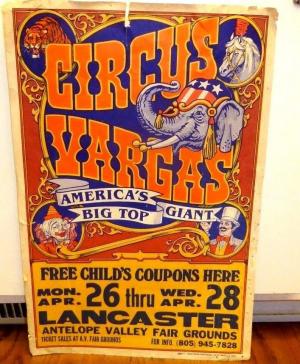 CIRCUS
VARGAS
AMERICA'S
BIG TOP GIANT
FREE CHILD'S COUPONS HERE
MON. APR. 26 thru WED. APR. 28
LANCASTER
ANTELOPE VALLEY FAIR GROUNDS
TICKET SALES AT A.V. FAIR GROUNDS FOR INFO. (805) 945-7828